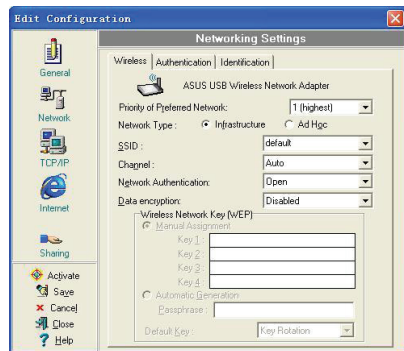 Edit Configuration
Networking Settings
General
Network
TCP/IP
Internet
Sharing
Activate
Save
Cancel
Close
Help
Wireless
Authentication
Identification
ASUS USB Wireless Network Adapter
Priority of Preferred Network: 1 (highest)
Network Type : Infrastructure Ad Hoc
SSID : default
Channel : Auto
Network Authentication: Open
Data encryption: Disabled
Wireless Network Key (WEP)
Manual Assignment
Key 1 :
Key 2 :
Key 3 :
Key 4 :
Automatic Generation
Passphrase :
Default Key : Key Rotation